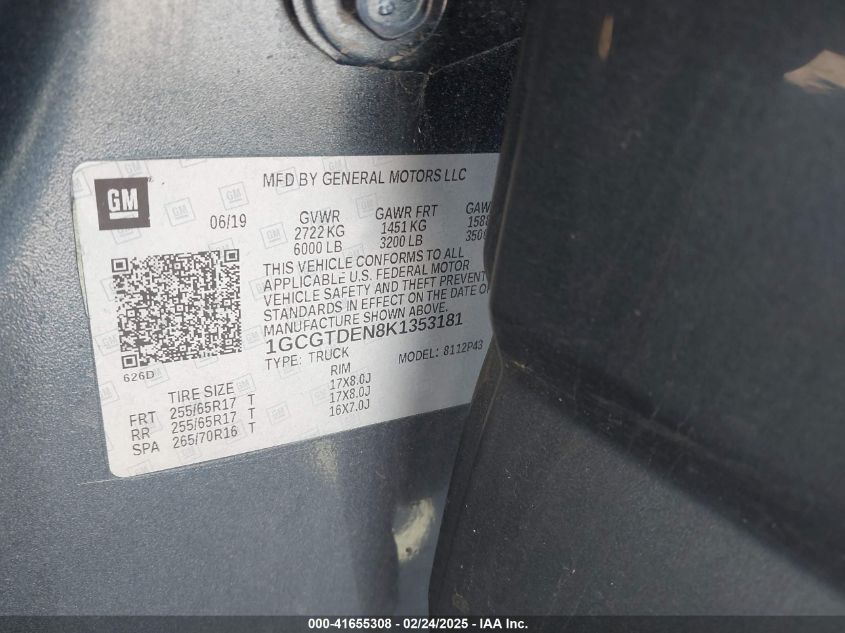 GM
MFD BY GENERAL MOTORS LLC
06/19 GVWR GAWR FRT
2722 KG 1451 KG
6000 LB 3200 LB
THIS VEHICLE CONFORMS TO ALL
APPLICABLE U.S. FEDERAL MOTOR
VEHICLE SAFETY AND THEFT PREVENT
STANDARDS IN EFFECT ON THE DATE OF
MANUFACTURE SHOWN ABOVE.
1GCGTDEN8K1353181
TYPE: TRUCK MODEL: 8112P43
626D
TIRE SIZE RIM
FRT 255/65R17 T 17X8.0J
RR 255/65R17 T 17X8.0J
SPA 265/70R16 T 16X7.0J
000-41655308 - 02/24/2025 - IAA Inc.